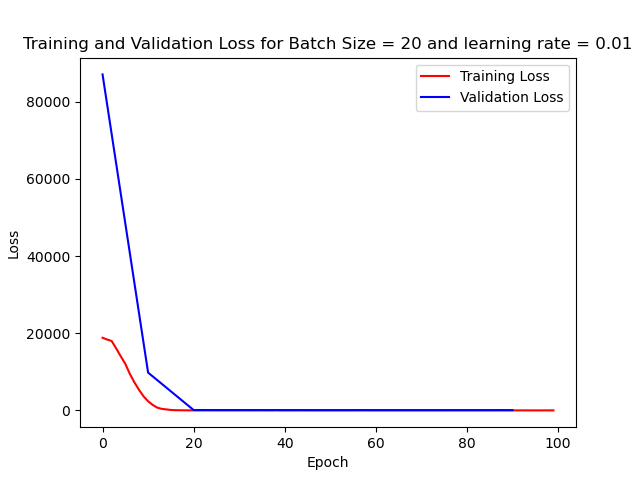 Training and Validation Loss for Batch Size = 20 and learning rate = 0.01
Training Loss
Validation Loss
80000
60000
40000
20000
0
Loss
0 20 40 60 80 100
Epoch